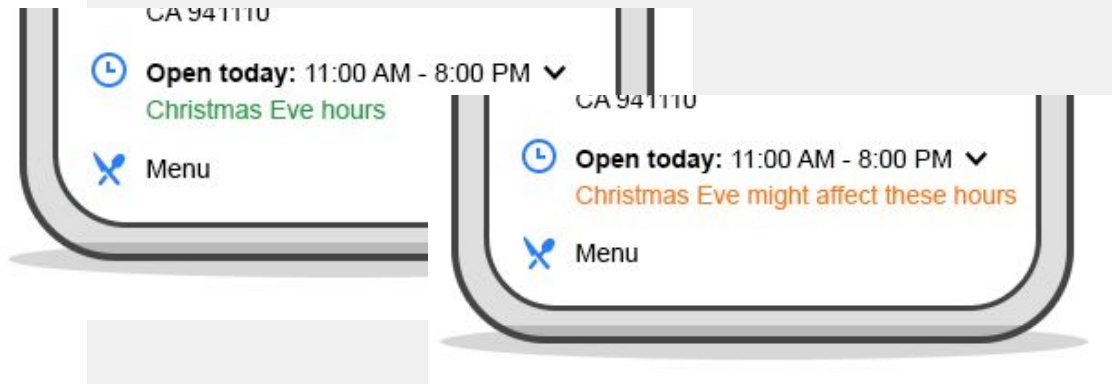 CA 941110
Open today: 11:00 AM - 8:00 PM
Christmas Eve hours
Menu
CA 941110
Open today: 11:00 AM - 8:00 PM
Christmas Eve might affect these hours
Menu